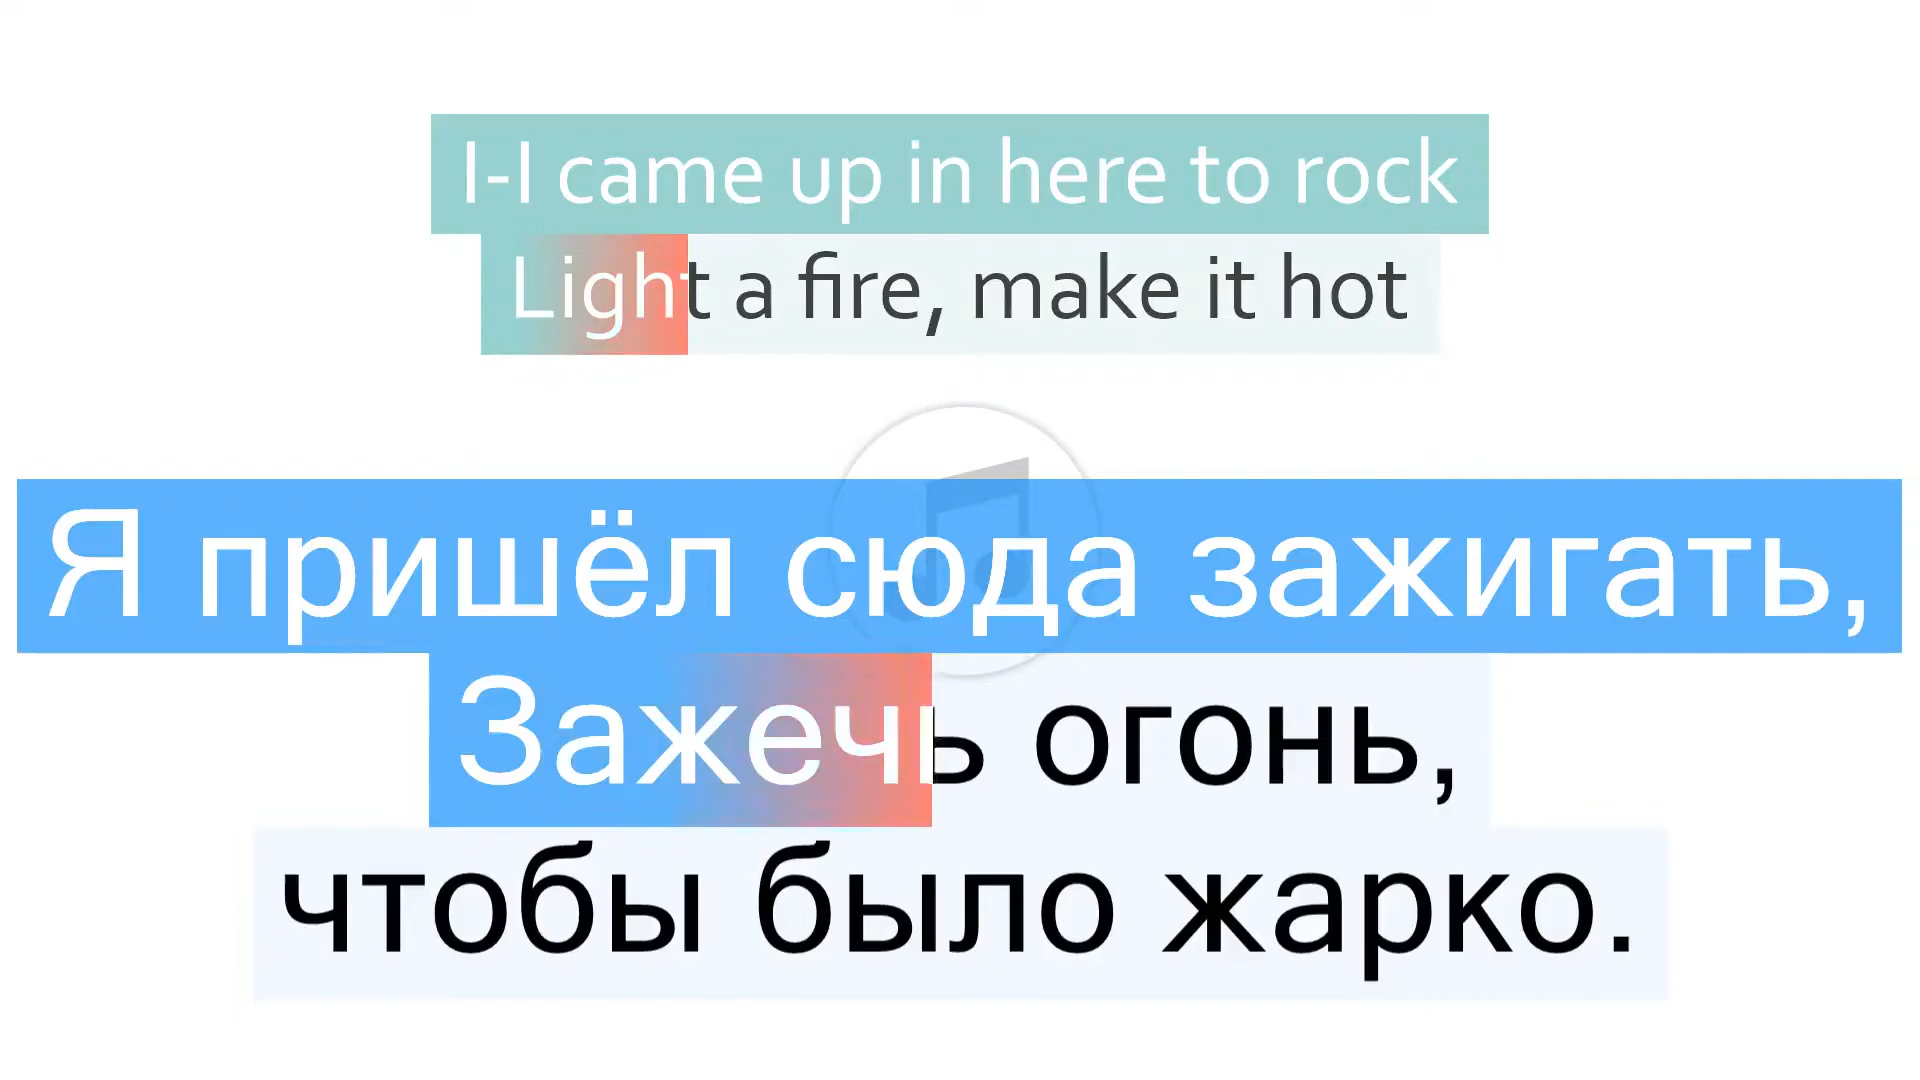 I-I came up in here to rock
Light a fire, make it hot
Я пришёл сюда зажигать,
Зажечь огонь,
чтобы было жарко.